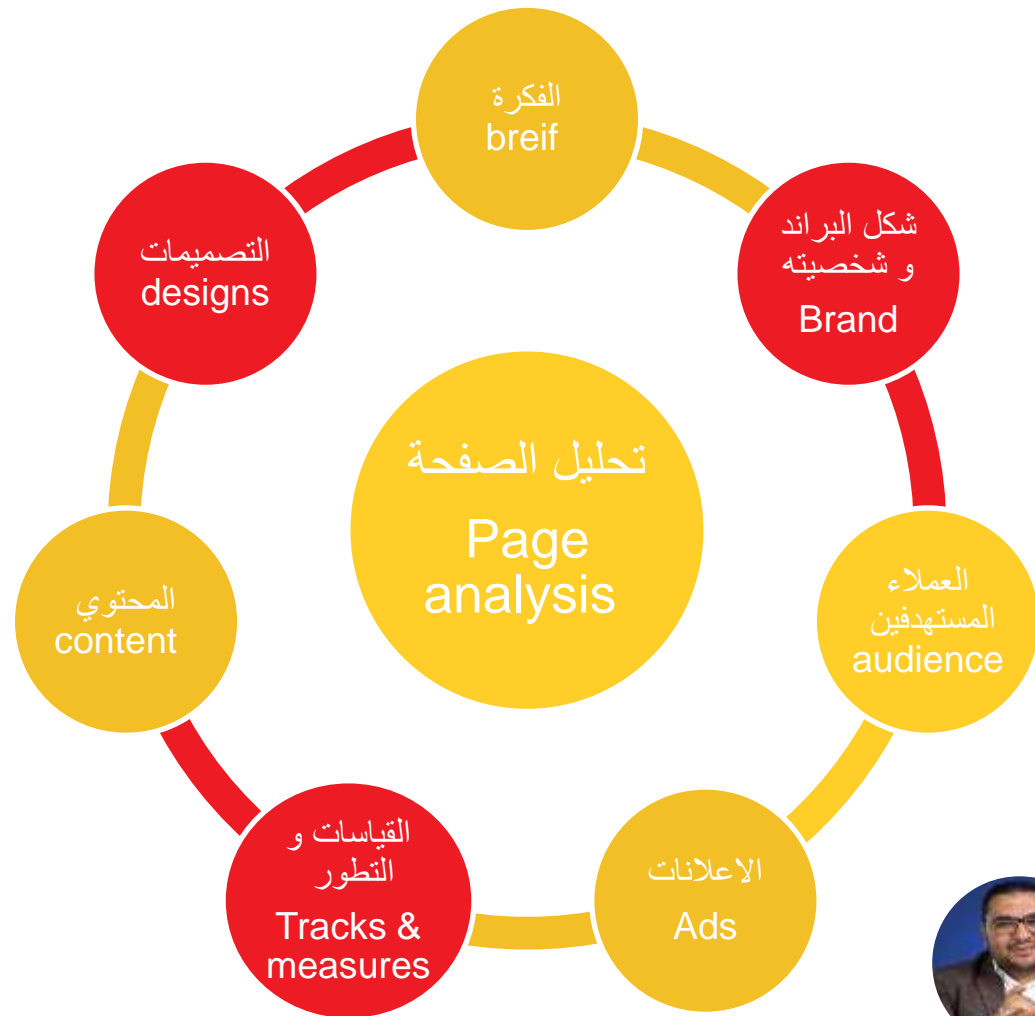 الفكرة
breif
شكل البراند
و شخصيته
Brand
العملاء
المستهدفين
audience
الاعلانات
Ads
القياسات و
التطور
Tracks &
measures
المحتوي
content
التصميمات
designs
تحليل الصفحة
Page
analysis